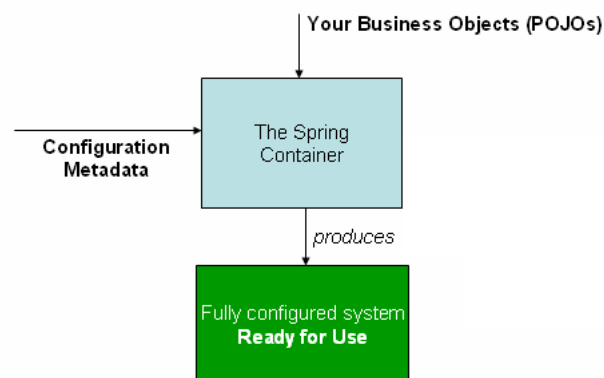 Your Business Objects (POJOs)
The Spring
Container
Configuration
Metadata
produces
Fully configured system
Ready for Use